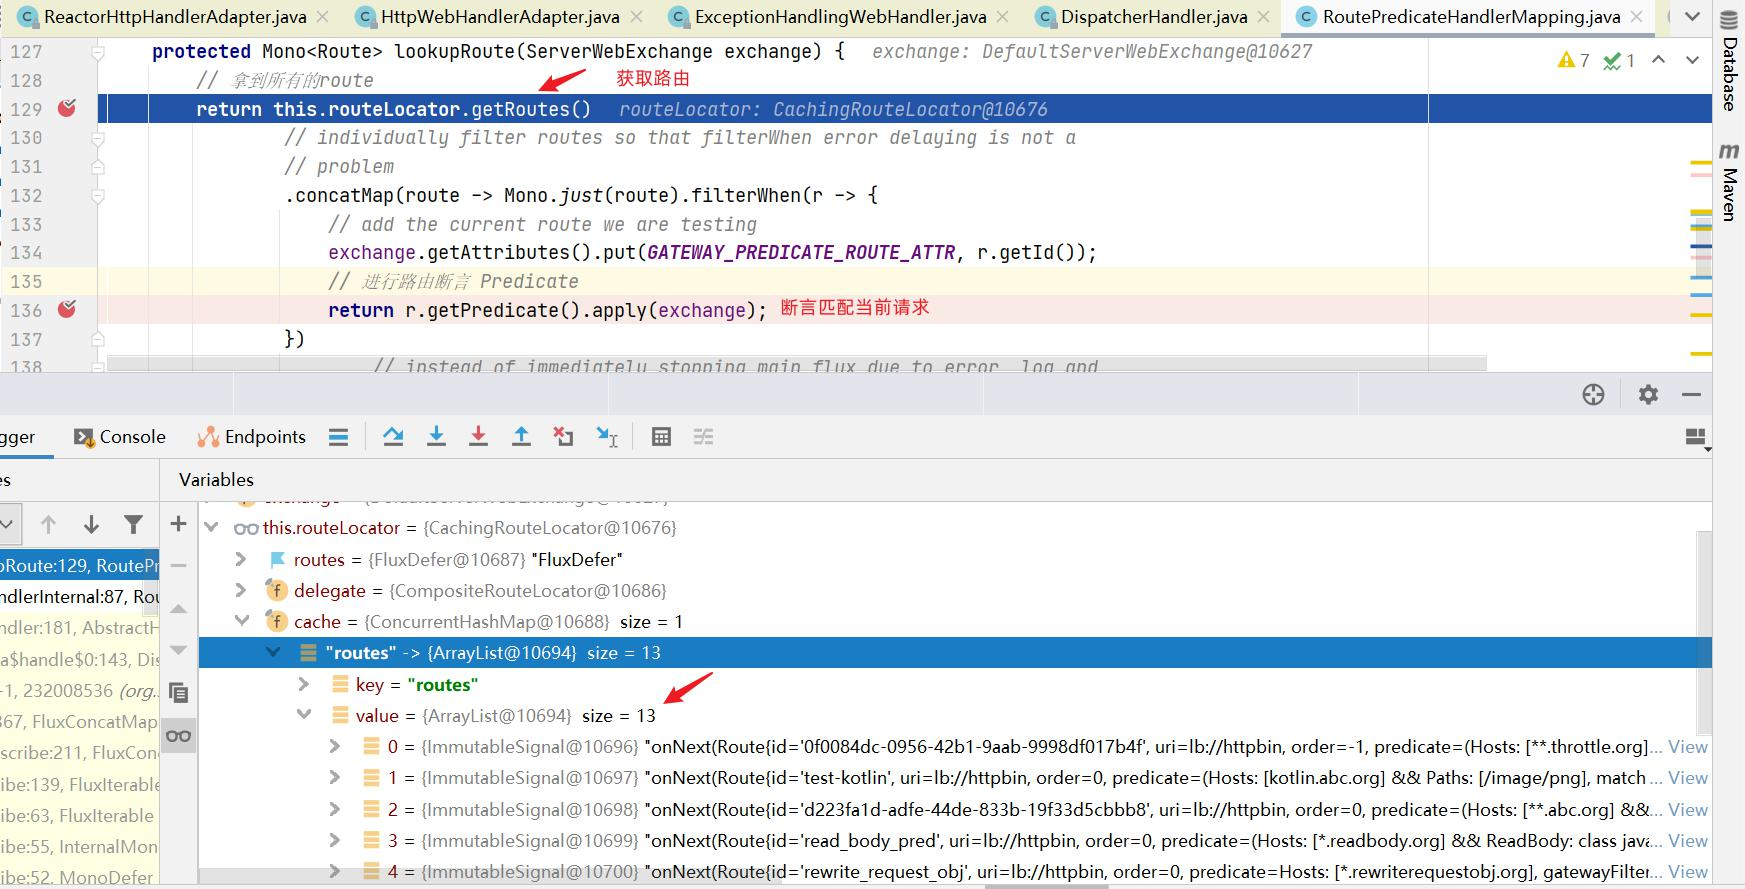 ReactorHttpHandlerAdapter.java HttpWebHandlerAdapter.java ExceptionHandlingWebHandler.java DispatcherHandler.java RoutePredicateHandlerMapping.java
127 protected Mono<Route> lookupRoute(ServerWebExchange exchange) { exchange: DefaultServerWebExchange@10627
7 1
128 // 拿到所有的route 获取路由
129 return this.routeLocator.getRoutes() routeLocator: CachingRouteLocator@10676
130 // individually filter routes so that filterWhen error delaying is not a
131 // problem
132 .concatMap(route -> Mono.just(route).filterWhen(r -> {
133 // add the current route we are testing
134 exchange.getAttributes().put(GATEWAY_PREDICATE_ROUTE_ATTR, r.getId());
135 // 进行路由断言 Predicate
136 return r.getPredicate().apply(exchange); 断言匹配当前请求
137 })
138 // instead of immediately stopping main flux due to error, log and
Database
Maven
gger Console Endpoints
es Variables
this.routeLocator = {CachingRouteLocator@10676}
routes = {FluxDefer@10687} "FluxDefer"
delegate = {CompositeRouteLocator@10686}
cache = {ConcurrentHashMap@10688} size = 1
"routes" -> {ArrayList@10694} size = 13
key = "routes"
value = {ArrayList@10694} size = 13
0 = {ImmutableSignal@10696} "onNext(Route{id='0f0084dc-0956-42b1-9aab-9998df017b4f', uri=lb://httpbin, order=-1, predicate=(Hosts: [**.throttle.org]... View
1 = {ImmutableSignal@10697} "onNext(Route{id='test-kotlin', uri=lb://httpbin, order=0, predicate=(Hosts: [kotlin.abc.org] && Paths: [/image/png], match ... View
2 = {ImmutableSignal@10698} "onNext(Route{id='d223fa1d-adfe-44de-833b-19f33d5cbbb8', uri=lb://httpbin, order=0, predicate=(Hosts: [**.abc.org] && ... View
3 = {ImmutableSignal@10699} "onNext(Route{id='read_body_pred', uri=lb://httpbin, order=0, predicate=(Hosts: [*.readbody.org] && ReadBody: class java... View
4 = {ImmutableSignal@10700} "onNext(Route{id='rewrite_request_obj', uri=lb://httpbin, order=0, predicate=Hosts: [*.rewriterequestobj.org], gatewayFilter... View
oRoute:129, RoutePr
ndlerInternal:87, Rou
ndler:181, AbstractH
a$handle$0:143, Dis
-1, 232008536 (org.
367, FluxConcatMap
scribe:211, FluxCon
ibe:139, FluxIterable
ibe:63, FluxIterable
ibe:55, InternalMon
ibe:52, MonoDefer